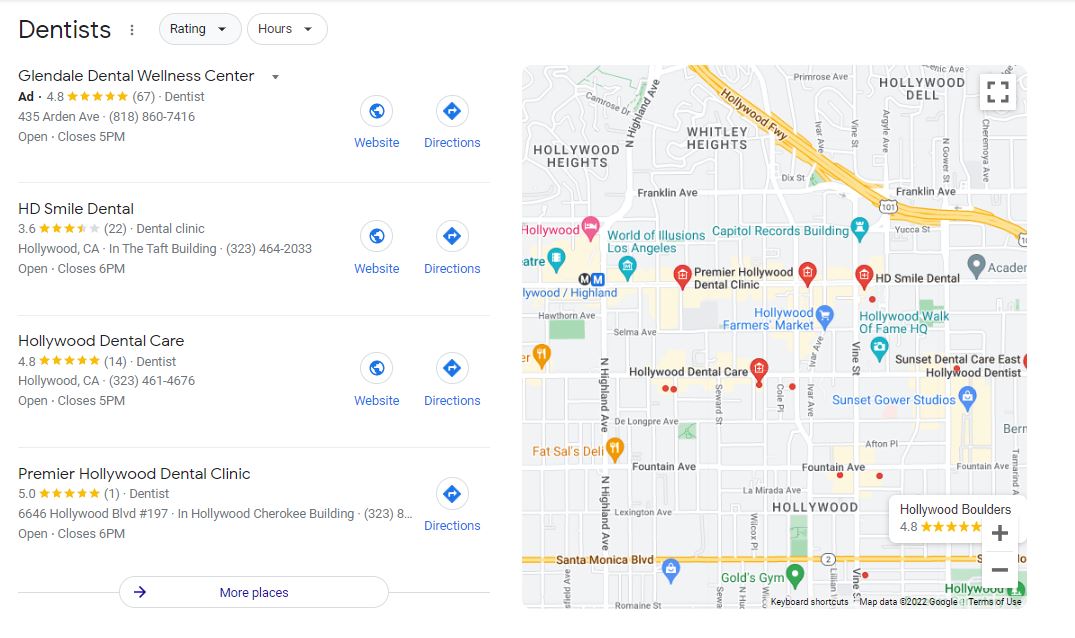 Dentists
Rating
Hours
Glendale Dental Wellness Center
Ad · 4.8 (67) · Dentist
435 Arden Ave · (818) 860-7416
Open · Closes 5PM
Website
Directions
HD Smile Dental
3.6 (22) · Dental clinic
Hollywood, CA · In The Taft Building · (323) 464-2033
Open · Closes 6PM
Website
Directions
Hollywood Dental Care
4.8 (14) · Dentist
Hollywood, CA · (323) 461-4676
Open · Closes 5PM
Website
Directions
Premier Hollywood Dental Clinic
5.0 (1) · Dentist
6646 Hollywood Blvd #197 · In Hollywood Cherokee Building · (323) 8...
Open · Closes 6PM
Directions
More places
Primrose Ave
HOLLYWOOD
DELL
Camrose Dr
N Highland Ave
Hollywood Fwy
Ivar Ave
Vine St
Argyle Ave
N Gower St
Cheremoya Ave
WHITLEY
HEIGHTS
HOLLYWOOD
HEIGHTS
Dix St
Franklin Ave
Franklin Ave
101
Yucca St
Hollywood
World of Illusions
Los Angeles
Capitol Records Building
M M
Hollywood / Highland
Premier Hollywood
Dental Clinic
HD Smile Dental
Hawthorn Ave
Selma Ave
Hollywood
Farmers' Market
Hollywood Walk
Of Fame HQ
Ivar Ave
Vine St
N Highland Ave
Hollywood Dental Care
Sunset Dental Care East
Hollywood Dentist
Seward St
Cole Pl
Ivar Ave
Sunset Gower Studios
De Longpre Ave
Afton Pl
Fat Sal's Deli
Fountain Ave
Fountain Ave
Fountain Ave
Tamarind Ave
La Mirada Ave
Lexington Ave
N Highland Ave
HOLLYWOOD
Wilcox Pl
Hollywood Boulders
4.8
Santa Monica Blvd
2
Gold's Gym
Lillian
Vine St
Hollywood
Romaine St
Keyboard shortcuts
Map data ©2022 Google
Terms of Use